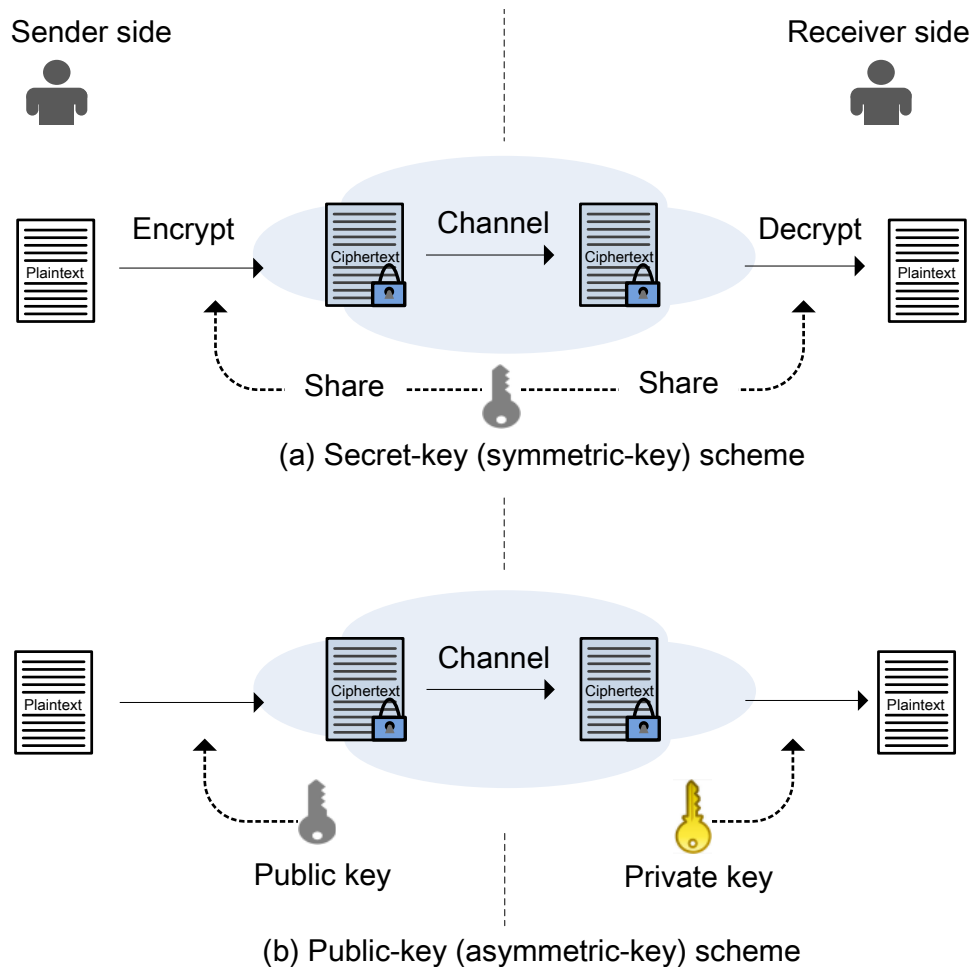 Sender side
Receiver side
Encrypt
Channel
Decrypt
Plaintext
Ciphertext
Ciphertext
Plaintext
Share
Share
(a) Secret-key (symmetric-key) scheme
Channel
Plaintext
Ciphertext
Ciphertext
Plaintext
Public key
Private key
(b) Public-key (asymmetric-key) scheme